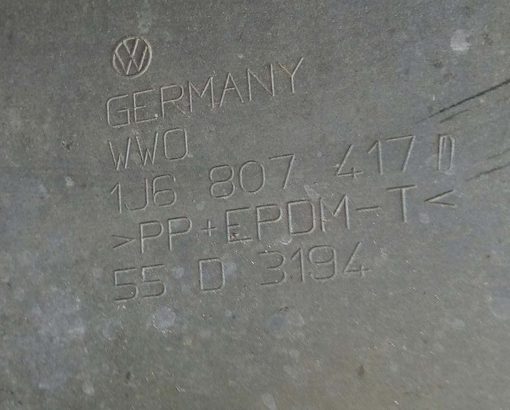 GERMANY
WWO
1J6 807 417 D
>PP+EPDM-T<
55 D 3194